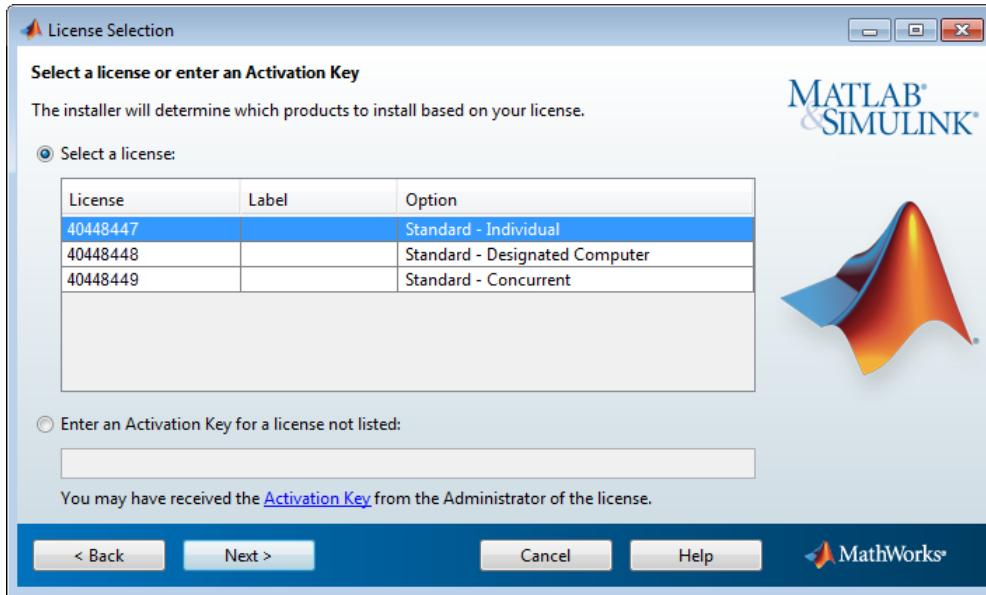 License Selection
Select a license or enter an Activation Key
The installer will determine which products to install based on your license.
MATLAB®
&SIMULINK®
Select a license:
License Label Option
40448447 Standard - Individual
40448448 Standard - Designated Computer
40448449 Standard - Concurrent
Enter an Activation Key for a license not listed:
You may have received the Activation Key from the Administrator of the license.
< Back Next > Cancel Help MathWorks®